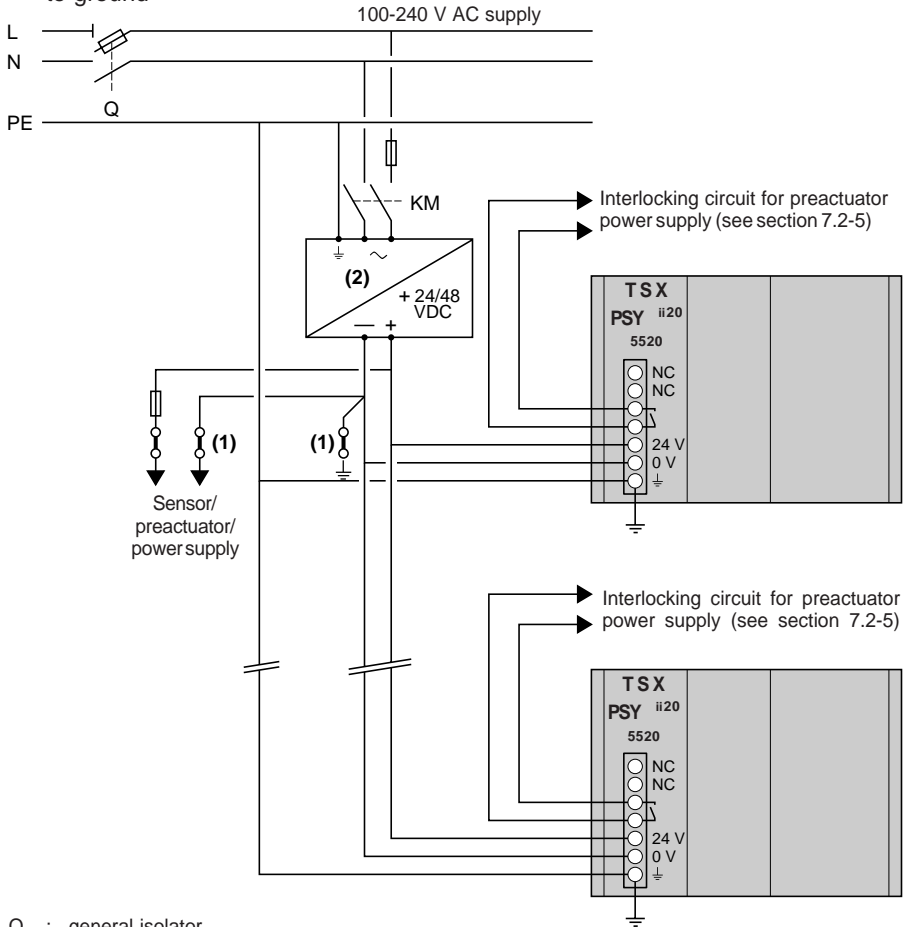 100-240 V AC supply
L
N
Q
PE
KM
Interlocking circuit for preactuator
power supply (see section 7.2-5)
(2)
+ 24/48
VDC
— +
TSX
PSY ii20
5520
NC
NC
24 V
0 V
(1)
(1)
Sensor/
preactuator/
power supply
Interlocking circuit for preactuator
power supply (see section 7.2-5)
TSX
PSY ii20
5520
NC
NC
24 V
0 V
Q : general isolator